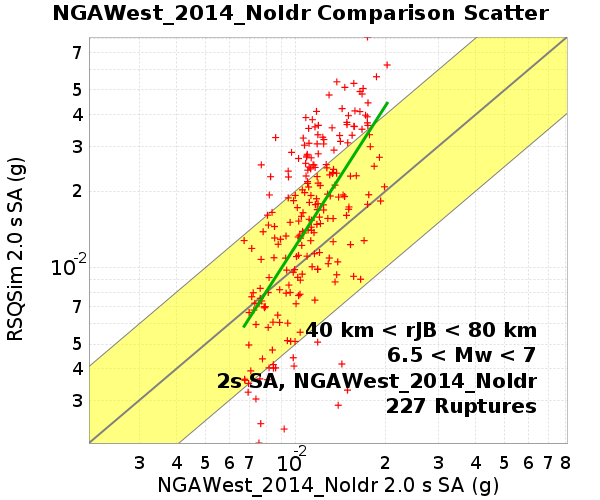 NGAWest_2014_NoIdr Comparison Scatter
RSQSim 2.0 s SA (g)
7
5
4
3
2
10-2
7
5
4
3
40 km < rJB < 80 km
6.5 < Mw < 7
2s SA, NGAWest_2014_NoIdr
227 Ruptures
3 4 5 6 7 10-2 2 3 4 5 6 7 8
NGAWest_2014_NoIdr 2.0 s SA (g)